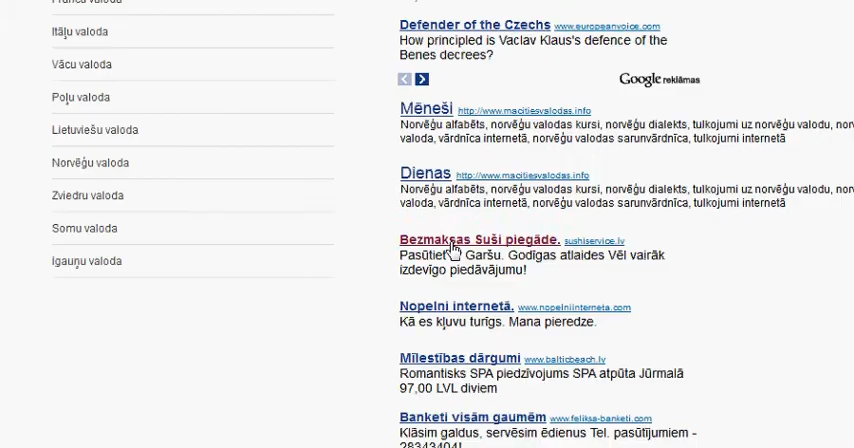 Itāļu valoda
Vācu valoda
Poļu valoda
Lietuviešu valoda
Norvēģu valoda
Zviedru valoda
Somu valoda
Igauņu valoda
Defender of the Czechs www.europeanvoice.com
How principled is Vaclav Klaus's defence of the
Benes decrees?
Google reklāmas
Mēneši http://www.macitiesvalodas.info
Norvēģu alfabēts, norvēģu valodas kursi, norvēģu dialekts, tulkojumi uz norvēģu valodu, nor
valoda, vārdnīca internetā, norvēģu valodas sarunvārdnīca, tulkojumi internetā
Dienas http://www.macitiesvalodas.info
Norvēģu alfabēts, norvēģu valodas kursi, norvēģu dialekts, tulkojumi uz norvēģu valodu, nor
valoda, vārdnīca internetā, norvēģu valodas sarunvārdnīca, tulkojumi internetā
Bezmaksas Suši piegāde. sushiservice.lv
Pasūtiet Garšu. Godīgas atlaides Vēl vairāk
izdevīgo piedāvājumu!
Nopelni internetā. www.nopelniinterneta.com
Kā es kļuvu turīgs. Mana pieredze.
Mīlestības dārgumi www.balticbeach.lv
Romantisks SPA piedzīvojums SPA atpūta Jūrmalā
97,00 LVL diviem
Banketi visām gaumēm www.feliksa-banketi.com
Klāsim galdus, servēsim ēdienus Tel. pasūtījumiem -
28343404!